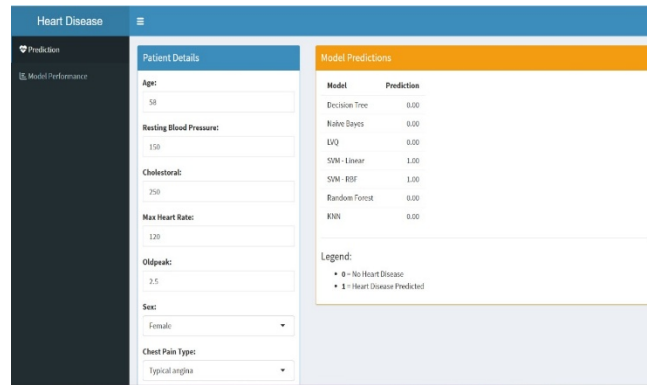 Heart Disease
Prediction
Model Performance
Patient Details
Age:
58
Resting Blood Pressure:
150
Cholestoral:
250
Max Heart Rate:
120
Oldpeak:
2.5
Sex:
Female
Chest Pain Type:
Typical angina
Model Predictions
Model Prediction
Decision Tree 0.00
Naive Bayes 0.00
LVQ 0.00
SVM - Linear 1.00
SVM - RBF 1.00
Random Forest 0.00
KNN 0.00
Legend:
• 0 = No Heart Disease
• 1 = Heart Disease Predicted